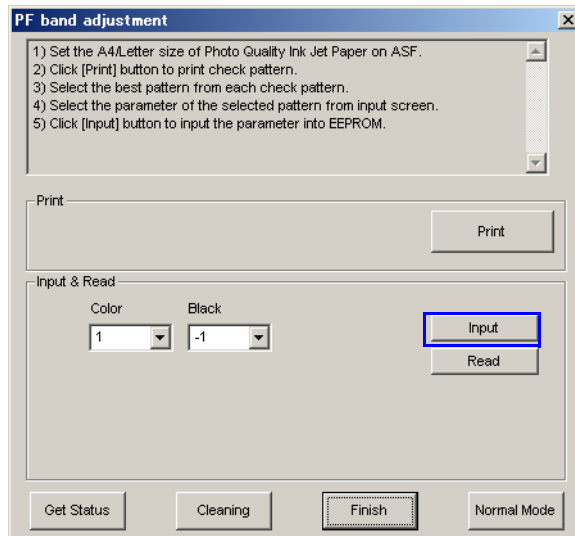 PF band adjustment
1) Set the A4/Letter size of Photo Quality Ink Jet Paper on ASF.
2) Click [Print] button to print check pattern.
3) Select the best pattern from each check pattern.
4) Select the parameter of the selected pattern from input screen.
5) Click [Input] button to input the parameter into EEPROM.
Print
Print
Input & Read
Color Black
1 -1
Input
Read
Get Status Cleaning Finish Normal Mode